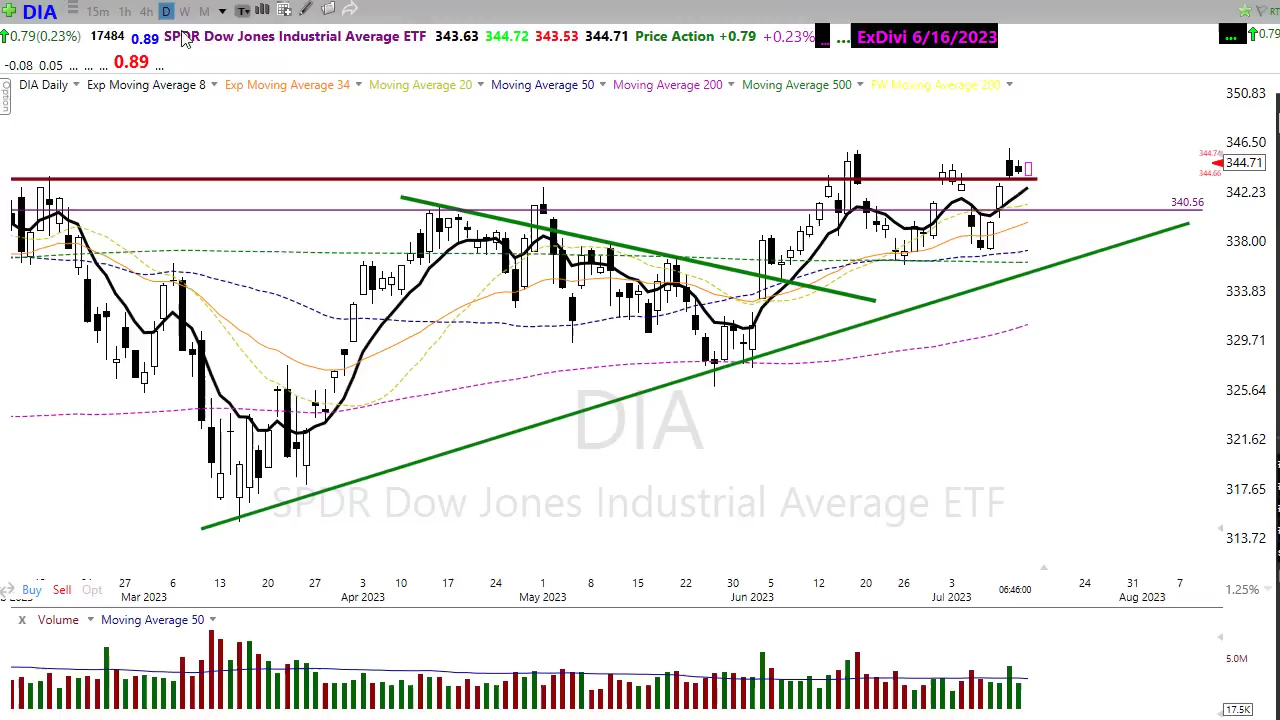 DIA 15m 1h 4h D W M T
0.79(0.23%) 17484 0.89 SPDR Dow Jones Industrial Average ETF 343.63 344.72 343.53 344.71 Price Action +0.79 +0.23% ... ... ExDivi 6/16/2023 ... 0.79
-0.08 0.05 ... ... 0.89 ...
Option
DIA Daily Exp Moving Average 8 Exp Moving Average 34 Moving Average 20 Moving Average 50 Moving Average 200 Moving Average 500 FW Moving Average 200
350.83
346.50
344.71
342.23
340.56
338.00
333.83
329.71
325.64
321.62
317.65
313.72
DIA
SPDR Dow Jones Industrial Average ETF
27 6 13 20 27 3 10 17 24 1 8 15 22 30 5 12 20 26 3 24 31 7
Buy Sell Opt 1.25%
Mar 2023 Apr 2023 May 2023 Jun 2023 Jul 2023 06:46:00 Aug 2023
X Volume Moving Average 50
5.0M
17.5K